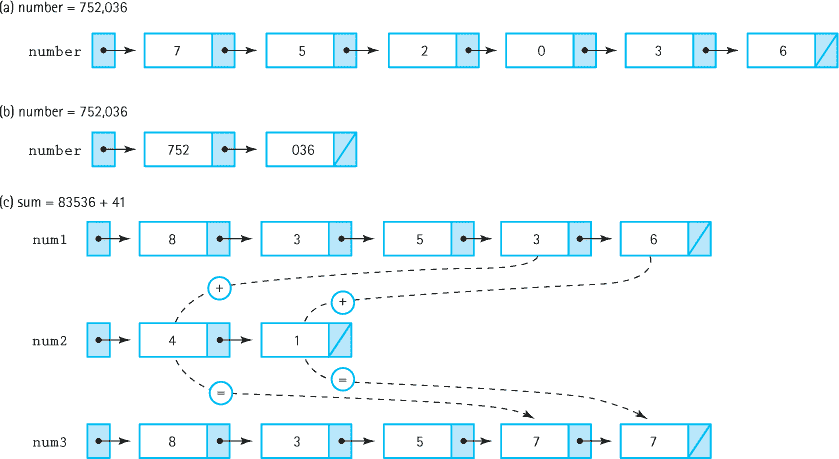 (a) number = 752,036
number 7 5 2 0 3 6
(b) number = 752,036
number 752 036
(c) sum = 83536 + 41
num1 8 3 5 3 6
+ +
num2 4 1
= =
num3 8 3 5 7 7